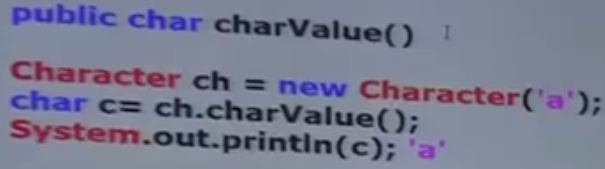 public char charValue()
Character ch = new Character('a');
char c= ch.charValue();
System.out.println(c); 'a'